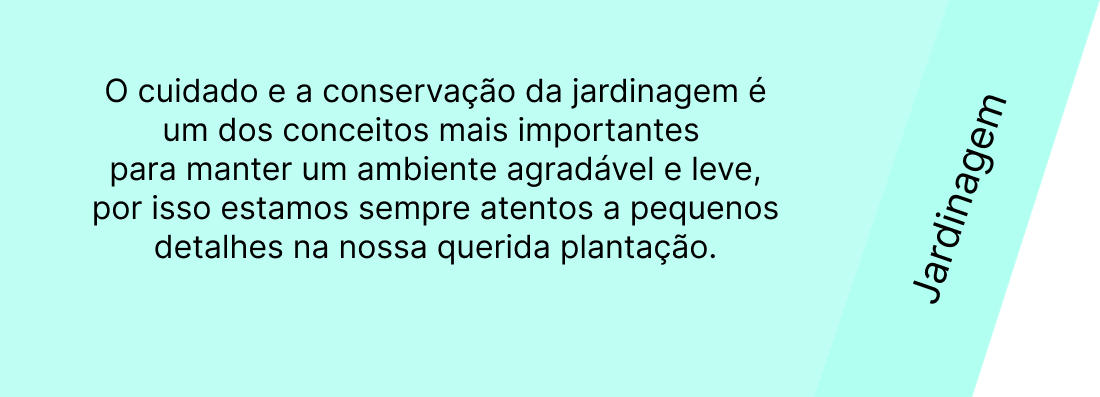 O cuidado e a conservação da jardinagem é
um dos conceitos mais importantes
para manter um ambiente agradável e leve,
por isso estamos sempre atentos a pequenos
detalhes na nossa querida plantação.
Jardinagem